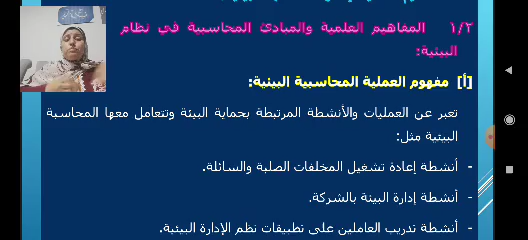 ٢/١ المفاهيم العلمية والمبادئ المحاسبية في نظام
البيئية:
[أ] مفهوم العملية المحاسبية البيئية:
تعبر عن العمليات والأنشطة المرتبطة بحماية البيئة وتتعامل معها المحاسبة
البيئية مثل:
- أنشطة إعادة تشغيل المخلفات الصلبة والسائلة.
- أنشطة إدارة البيئة بالشركة.
- أنشطة تدريب العاملين على تطبيقات نظم الإدارة البيئية.